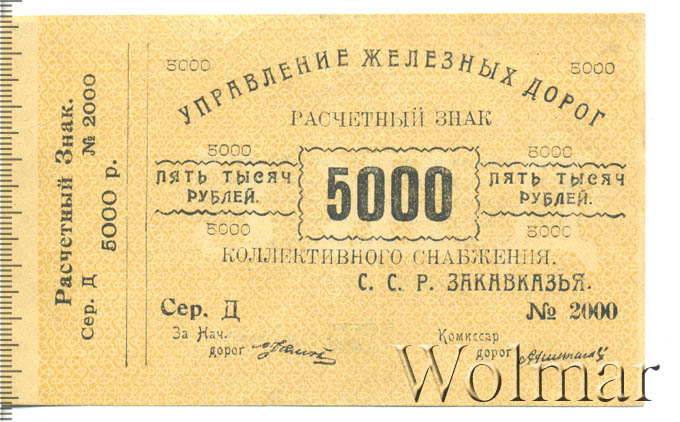 Расчетный Знак.
Сер. Д № 2000
5000 р.
5000 5000
УПРАВЛЕНИЕ ЖЕЛЕЗНЫХ ДОРОГ
РАСЧЕТНЫЙ ЗНАК
5000 5000
ПЯТЬ ТЫСЯЧ РУБЛЕЙ.
5000
ПЯТЬ ТЫСЯЧ РУБЛЕЙ.
5000 5000
КОЛЛЕКТИВНОГО СНАБЖЕНИЯ.
С. С. Р. ЗАКАВКАЗЬЯ.
Сер. Д № 2000
За Нач. дорог
Комиссар дорог
Wolmar